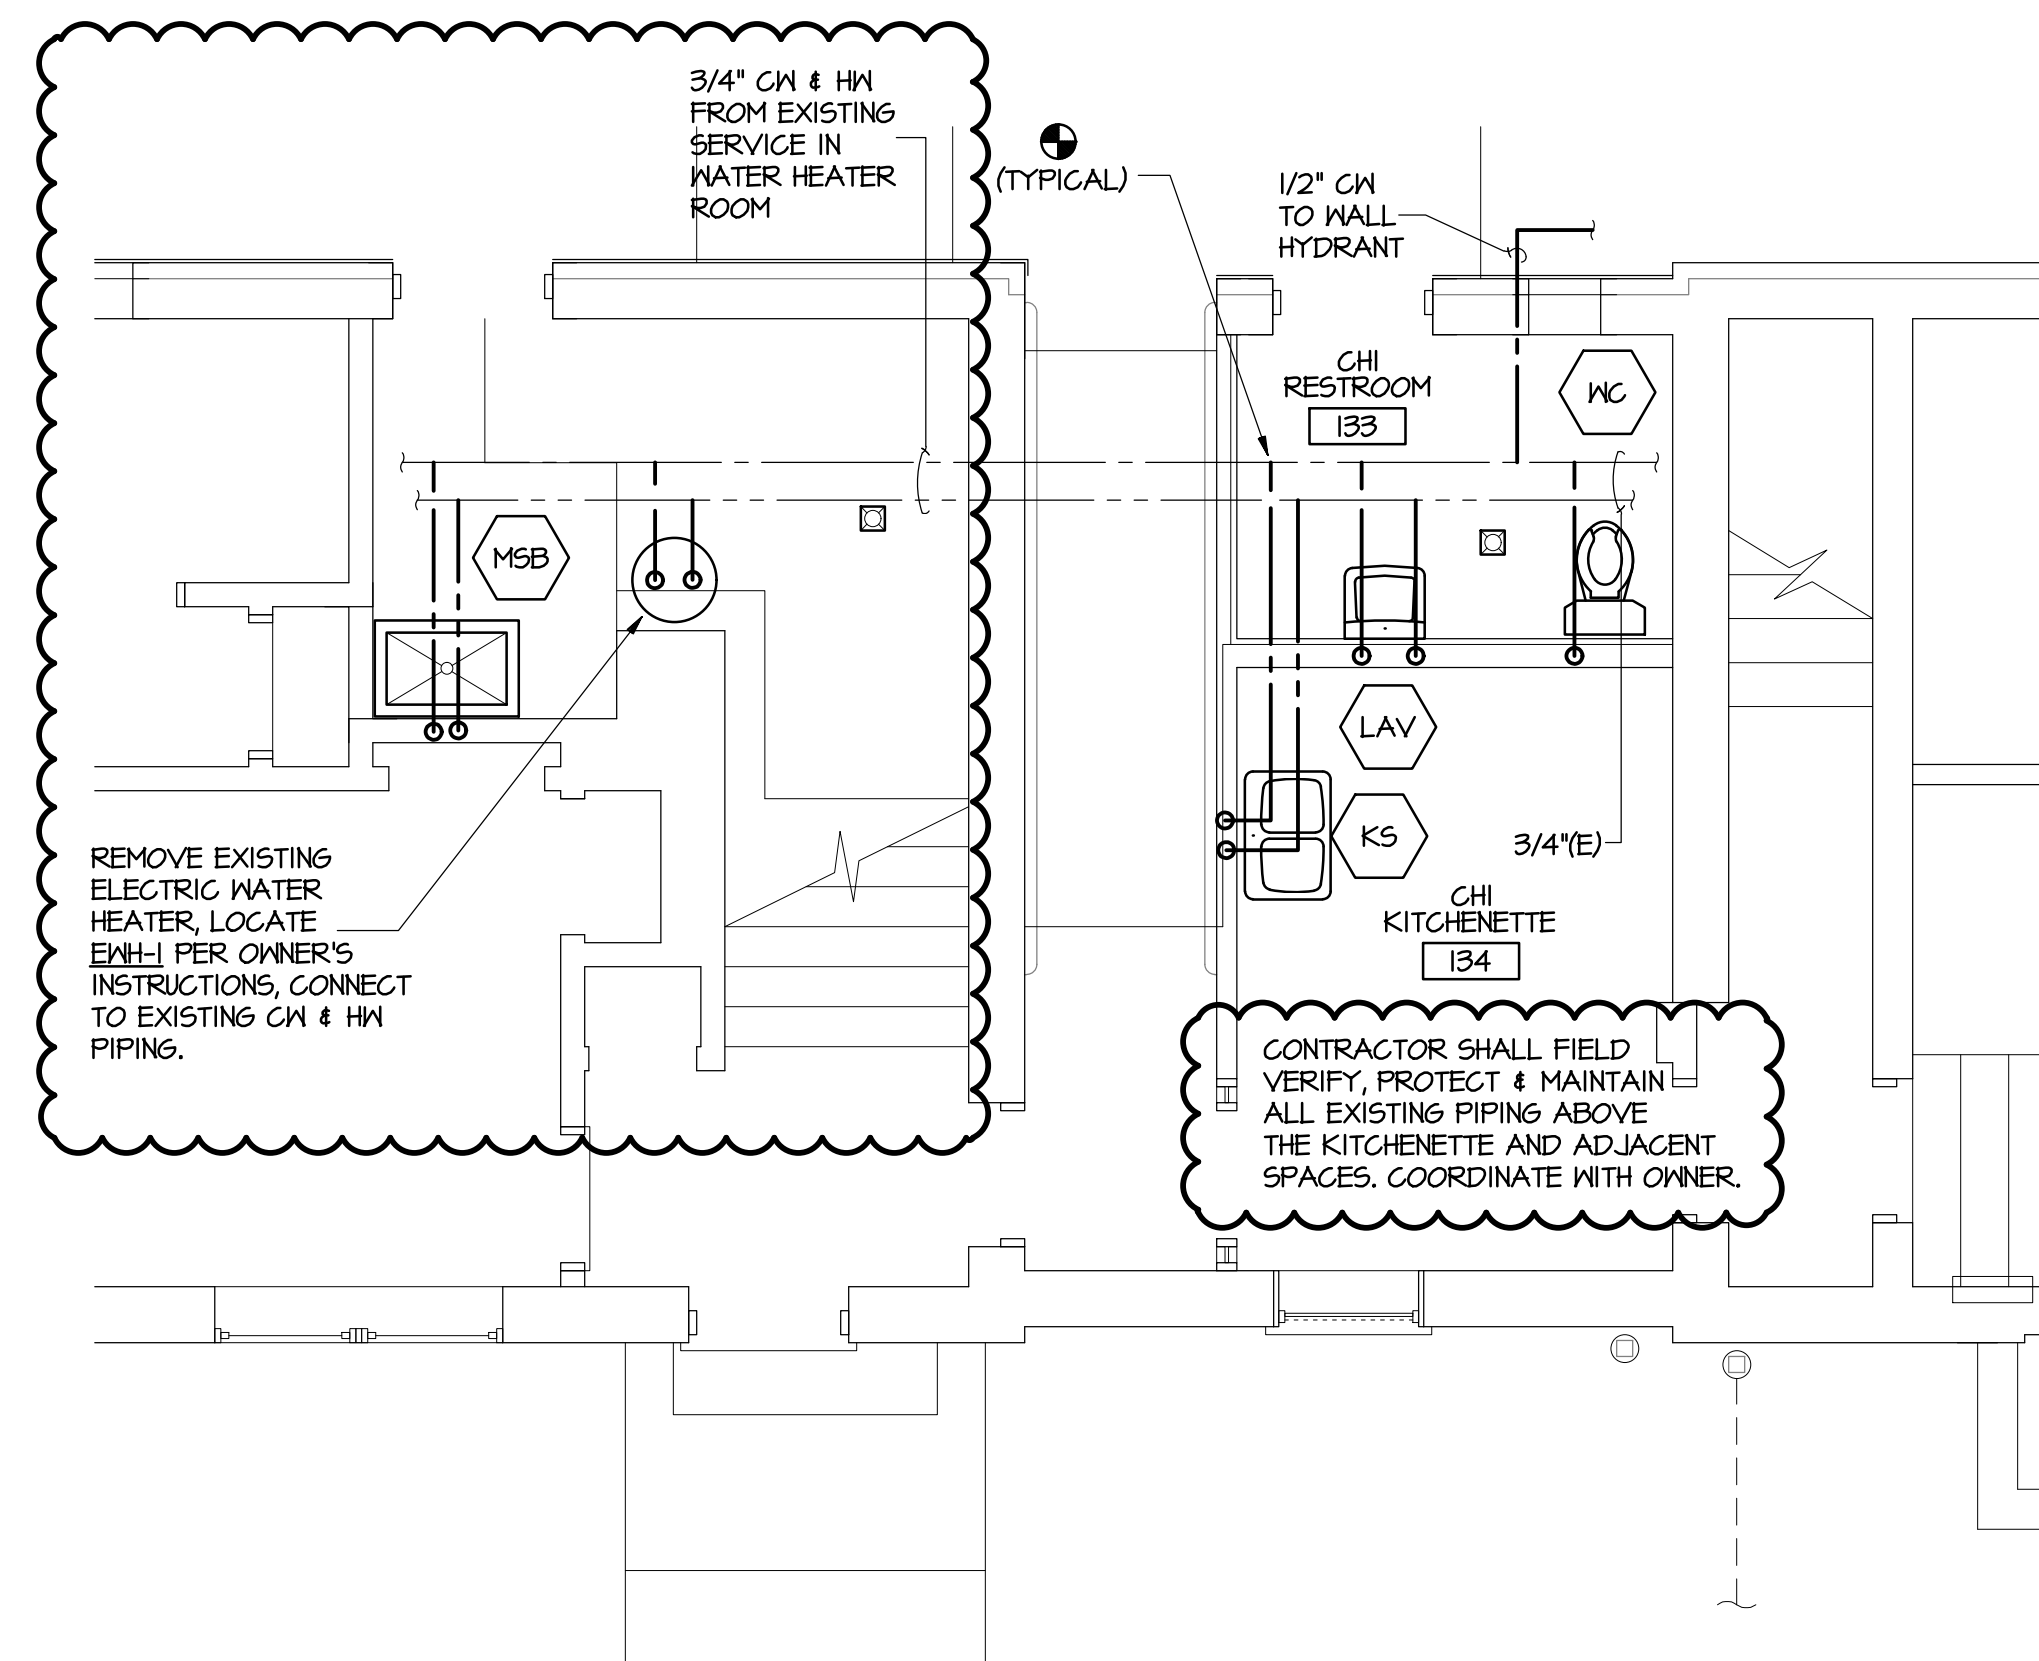 3/4" CW & HW
FROM EXISTING
SERVICE IN
WATER HEATER
ROOM
(TYPICAL)
1/2" CW
TO WALL
HYDRANT
CHI
RESTROOM
133
WC
MSB
LAV
KS
3/4"(E)
CHI
KITCHENETTE
134
REMOVE EXISTING
ELECTRIC WATER
HEATER, LOCATE
EWH-1 PER OWNER'S
INSTRUCTIONS, CONNECT
TO EXISTING CW & HW
PIPING.
CONTRACTOR SHALL FIELD
VERIFY, PROTECT & MAINTAIN
ALL EXISTING PIPING ABOVE
THE KITCHENETTE AND ADJACENT
SPACES. COORDINATE WITH OWNER.